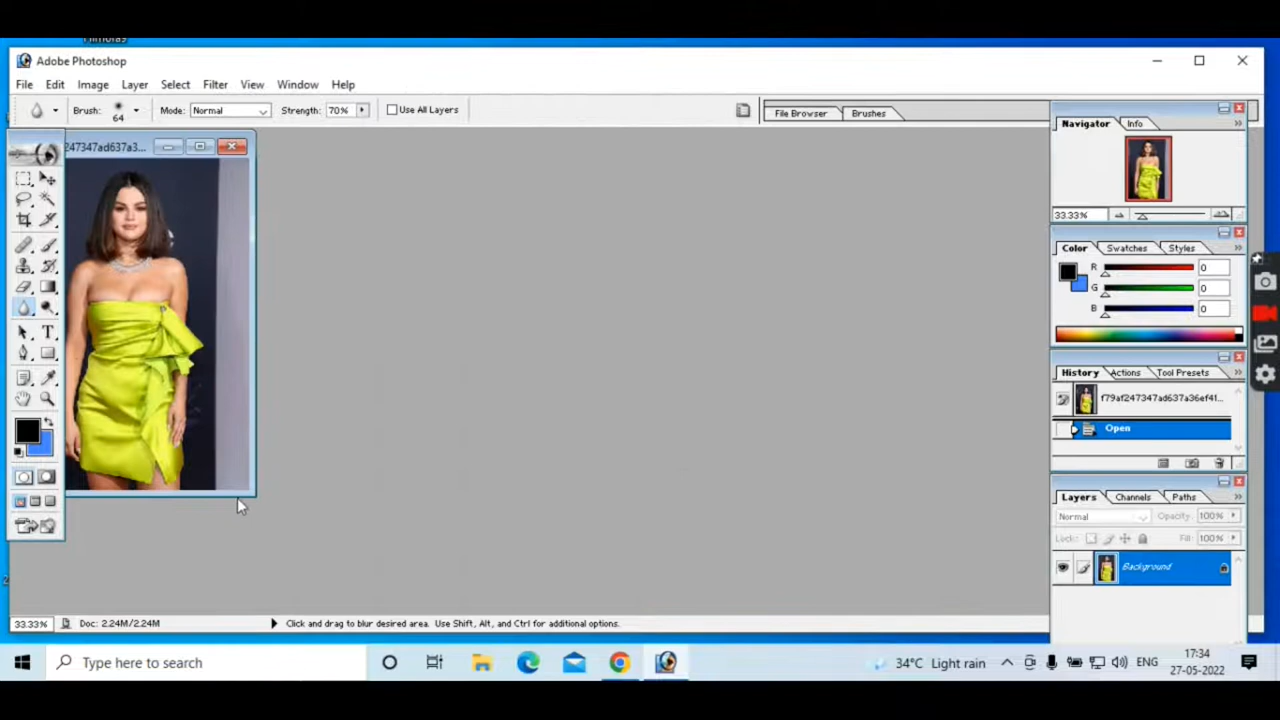 Adobe Photoshop
File Edit Image Layer Select Filter View Window Help
Brush: 64 Mode: Normal Strength: 70% Use All Layers File Browser Brushes
247347ad637a3...
Navigator Info
33.33%
Color Swatches Styles
R 0
G 0
B 0
History Actions Tool Presets
f79af247347ad637a36ef41...
Open
Layers Channels Paths
Normal Opacity: 100%
Lock: Fill: 100%
Background
33.33% Doc: 2.24M/2.24M Click and drag to blur desired area. Use Shift, Alt, and Ctrl for additional options.
Type here to search
34°C Light rain ENG 17:34
27-05-2022